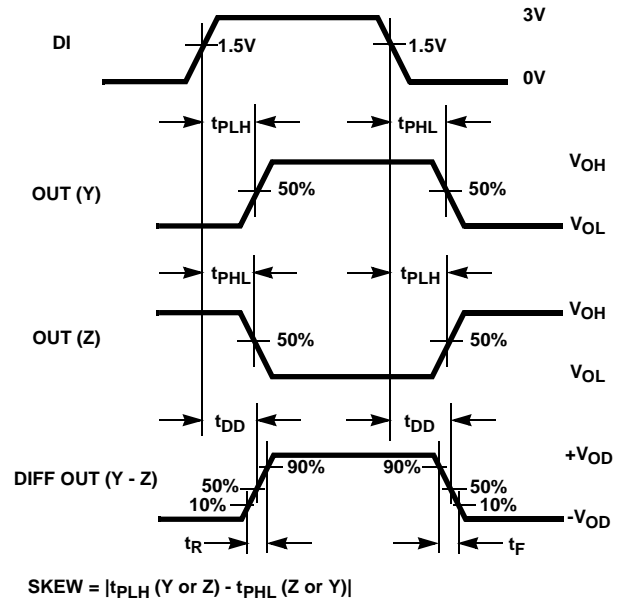 3V
DI
1.5V 1.5V
0V
tPLH tPHL
VOH
OUT (Y) 50% 50%
VOL
tPHL tPLH
VOH
OUT (Z) 50% 50%
VOL
tDD tDD
+VOD
90% 90%
DIFF OUT (Y - Z)
50% 50%
10% 10%
-VOD
tR tF
SKEW = |tPLH (Y or Z) - tPHL (Z or Y)|